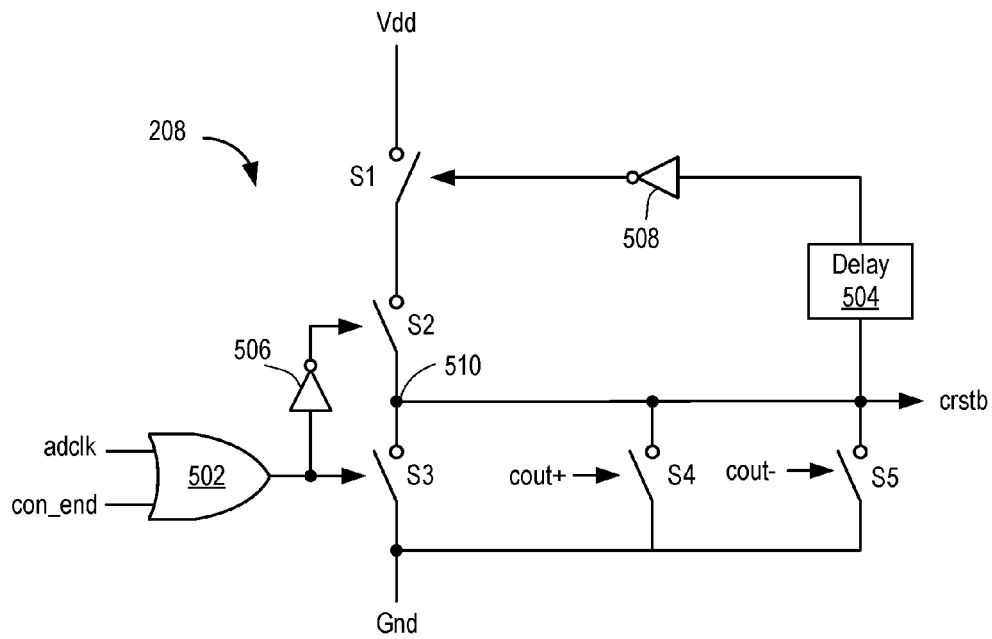 Vdd
208
S1
508
Delay
504
S2
506
510
crstb
adclk
502
S3
cout+
S4
cout-
S5
con_end
Gnd